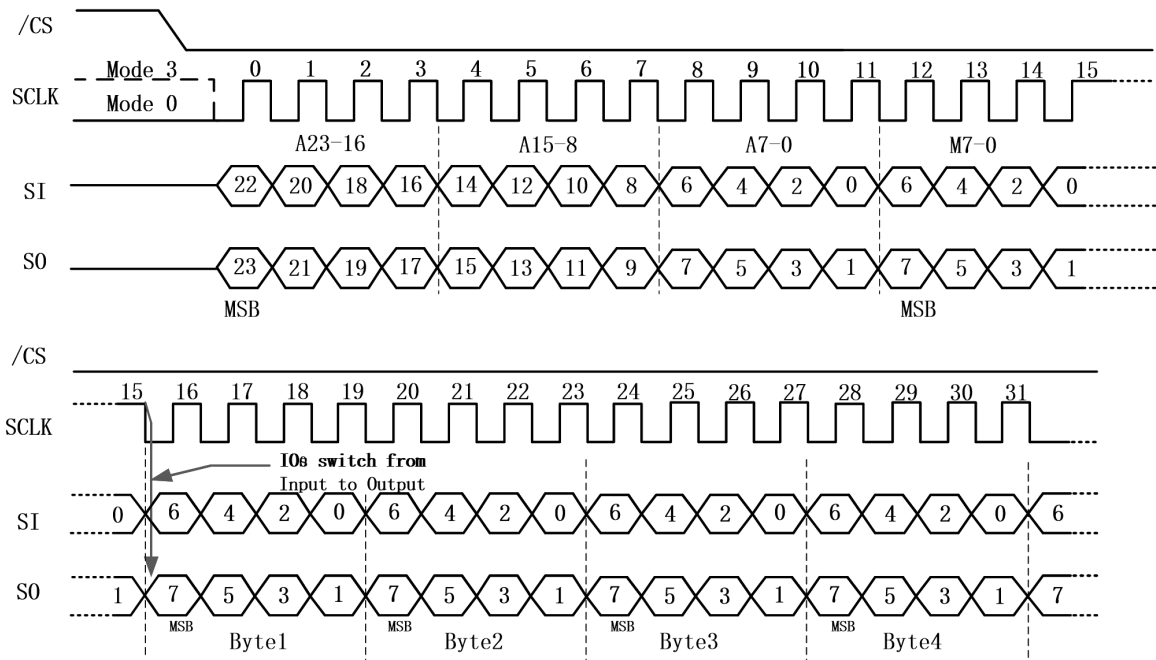 /CS
Mode 3 0 1 2 3 4 5 6 7 8 9 10 11 12 13 14 15
SCLK
Mode 0
A23-16 A15-8 A7-0 M7-0
SI 22 20 18 16 14 12 10 8 6 4 2 0 6 4 2 0
SO 23 21 19 17 15 13 11 9 7 5 3 1 7 5 3 1
MSB MSB
/CS
15 16 17 18 19 20 21 22 23 24 25 26 27 28 29 30 31
SCLK
IOs switch from
Input to Output
SI 0 6 4 2 0 6 4 2 0 6 4 2 0 6 4 2 0 6
SO 1 7 5 3 1 7 5 3 1 7 5 3 1 7 5 3 1 7
MSB MSB MSB MSB
Byte1 Byte2 Byte3 Byte4